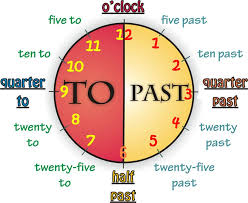 o'clock
five to
five past
12
11
1
ten to
ten past
10
2
quarter
to
9
TO
PAST
3
quarter
past
8
4
twenty
to
twenty
past
7
5
6
twenty-five
to
twenty-five
past
half
past